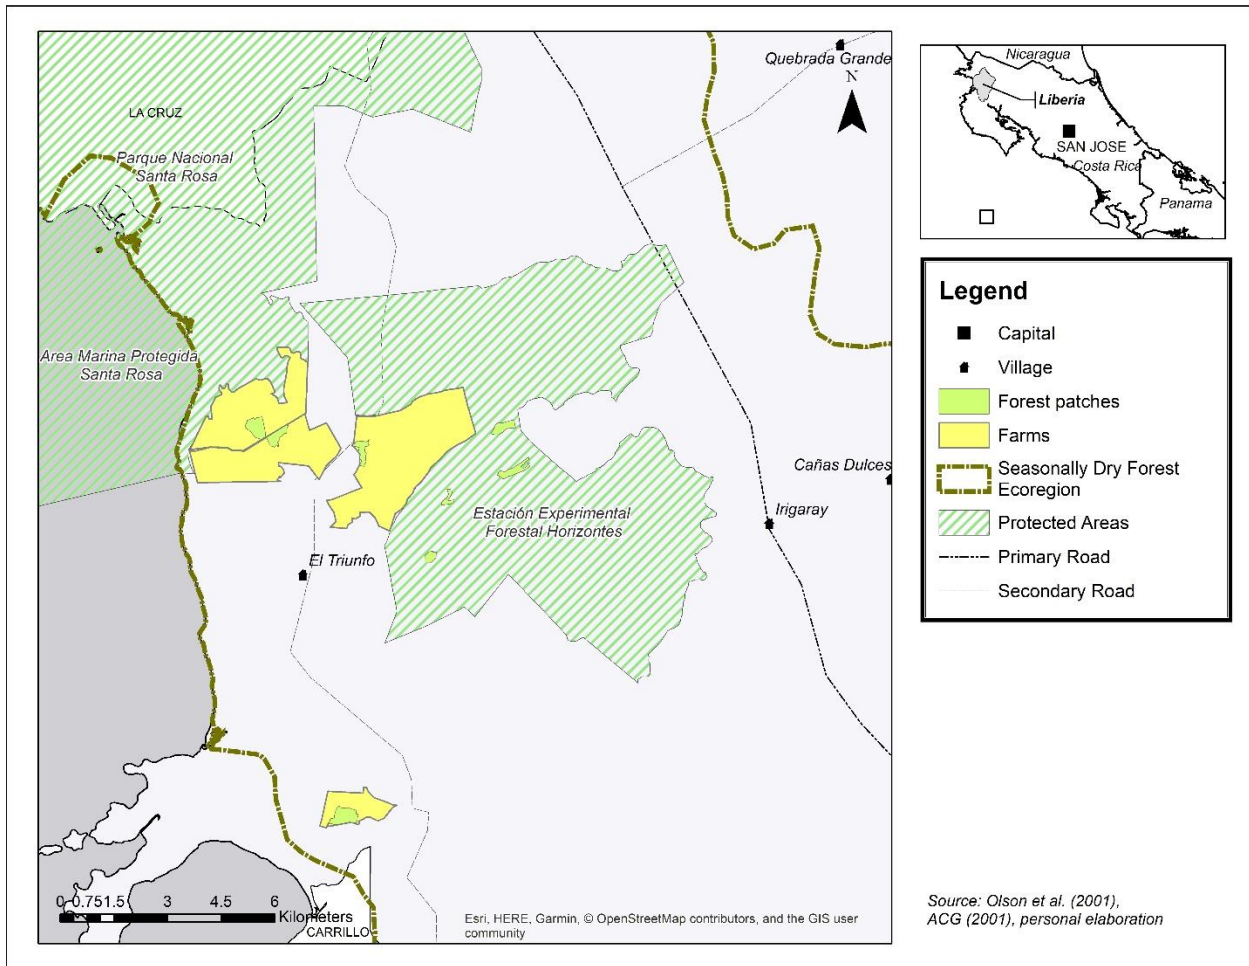 Quebrada Grande
N
LA CRUZ
Parque Nacional
Santa Rosa
Area Marina Protegida
Santa Rosa
Cañas Dulces
Irigaray
Estación Experimental
Forestal Horizontes
El Triunfo
0 0.75 1.5 3 4.5 6
Kilometers
CARRILLO
Esri, HERE, Garmin, © OpenStreetMap contributors, and the GIS user
community
Nicaragua
Liberia
SAN JOSE
Costa Rica
Panama
Legend
Capital
Village
Forest patches
Farms
Seasonally Dry Forest
Ecoregion
Protected Areas
Primary Road
Secondary Road
Source: Olson et al. (2001),
ACG (2001), personal elaboration